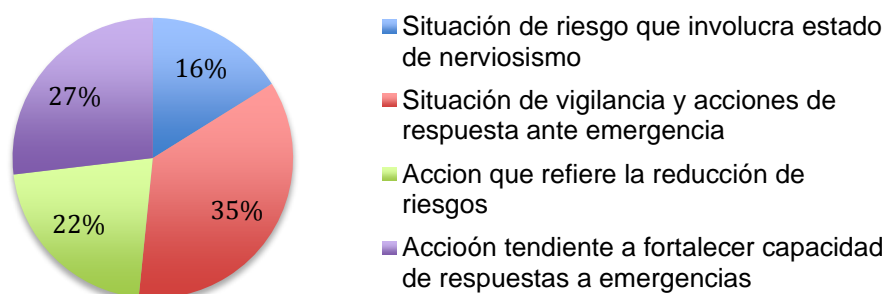 16%
27%
35%
22%
Situación de riesgo que involucra estado
de nerviosismo
Situación de vigilancia y acciones de
respuesta ante emergencia
Accion que refiere la reducción de
riesgos
Accioón tendiente a fortalecer capacidad
de respuestas a emergencias